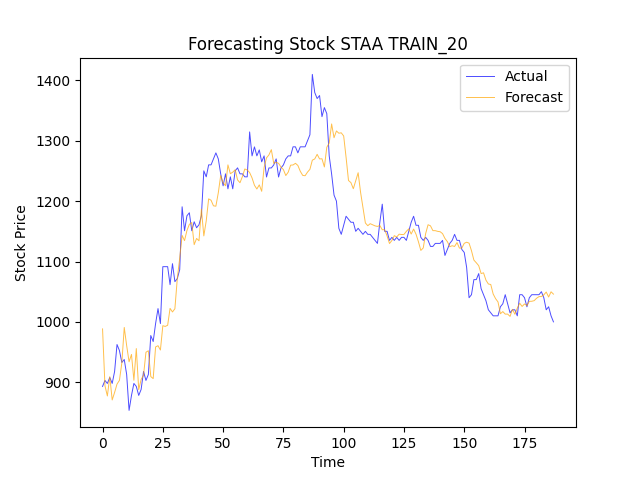 Forecasting Stock STAA TRAIN_20
Actual
Forecast
Stock Price
1400
1300
1200
1100
1000
900
0 25 50 75 100 125 150 175
Time